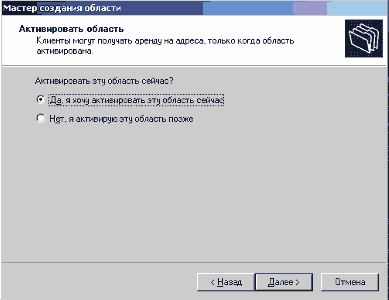 Мастер создания области
Активировать область
Клиенты могут получать аренду на адреса, только когда область
активирована.
Активировать эту область сейчас?
Да, я хочу активировать эту область сейчас
Нет, я активирую эту область позже
< Назад
Далее >
Отмена